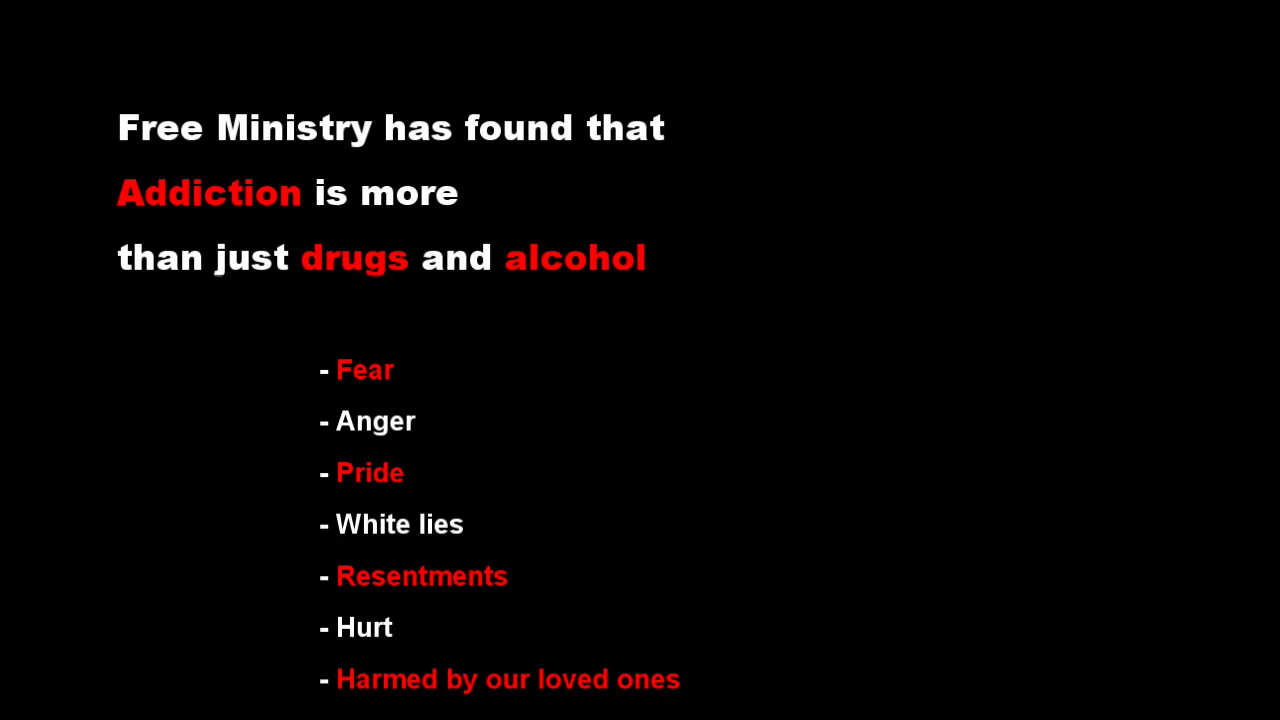 Free Ministry has found that
Addiction is more
than just drugs and alcohol
- Fear
- Anger
- Pride
- White lies
- Resentments
- Hurt
- Harmed by our loved ones